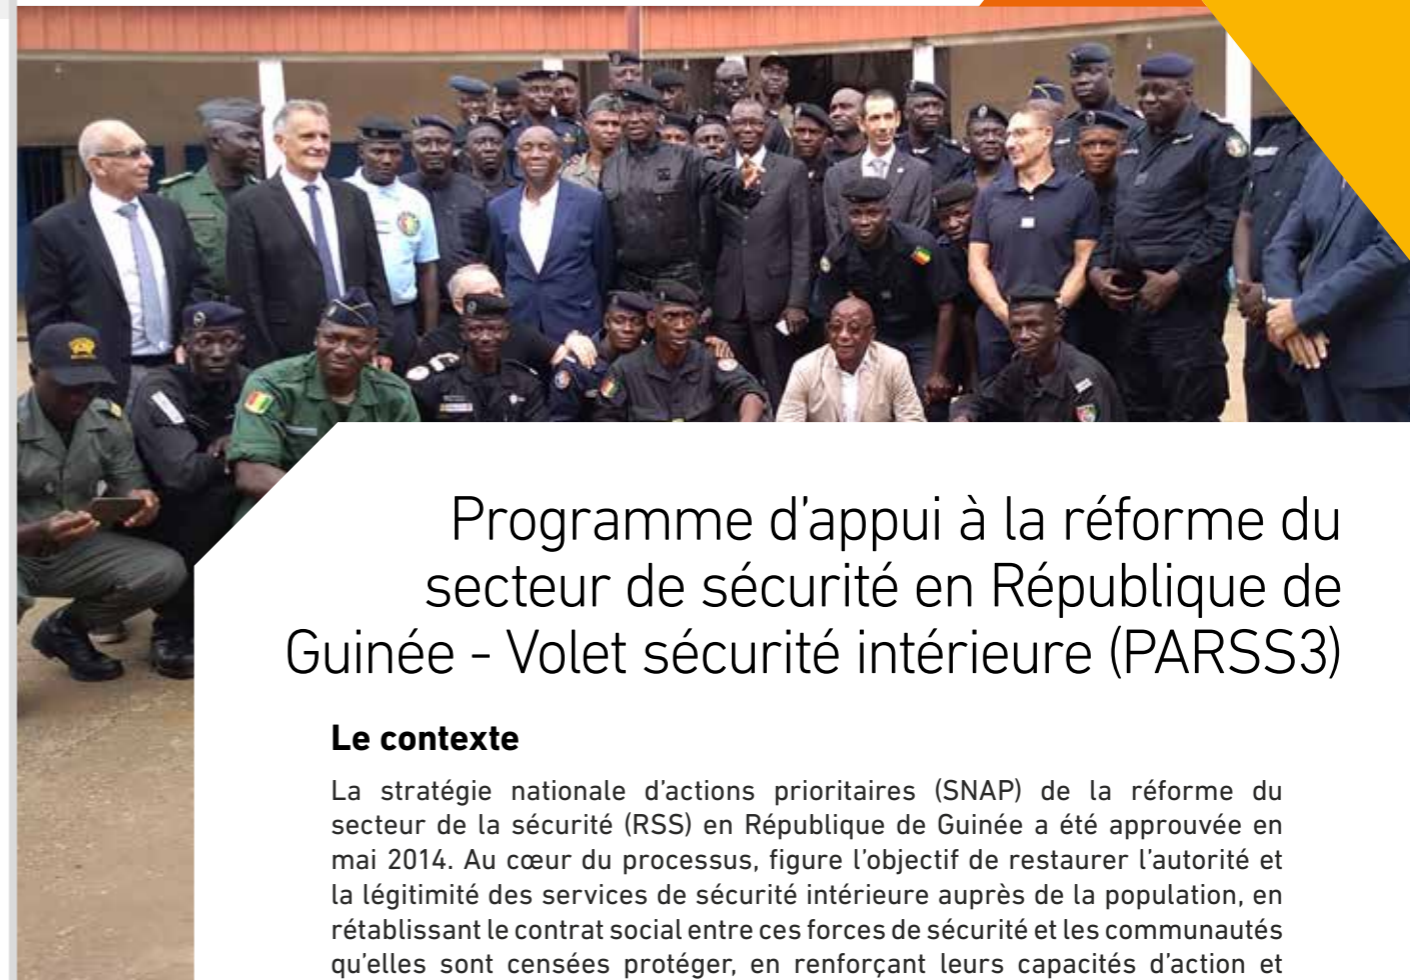 Programme d’appui à la réforme du
secteur de sécurité en République de
Guinée - Volet sécurité intérieure (PARSS3)
Le contexte
La stratégie nationale d’actions prioritaires (SNAP) de la réforme du
secteur de la sécurité (RSS) en République de Guinée a été approuvée en
mai 2014. Au cœur du processus, figure l’objectif de restaurer l’autorité et
la légitimité des services de sécurité intérieure auprès de la population, en
rétablissant le contrat social entre ces forces de sécurité et les communautés
qu’elles sont censées protéger, en renforçant leurs capacités d’action et